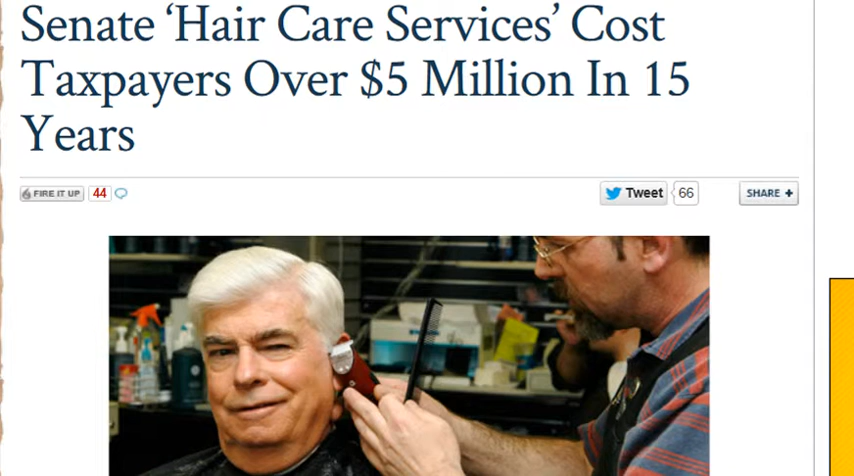 Senate ‘Hair Care Services’ Cost
Taxpayers Over $5 Million In 15
Years
FIRE IT UP 44 Tweet 66 SHARE +